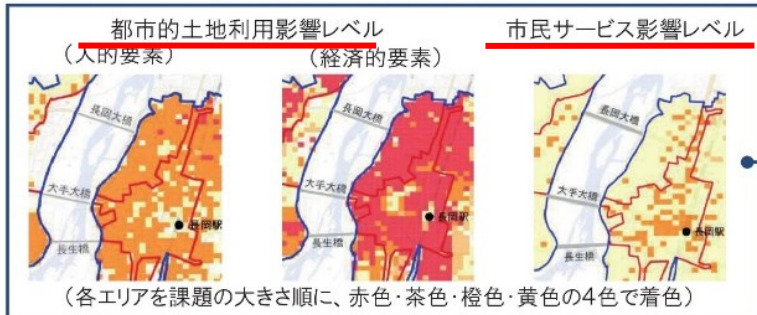 都市的土地利用影響レベル
市民サービス影響レベル
(人的要素)
(経済的要素)
長岡大橋
大手大橋
長生橋
長岡駅
長岡大橋
大手大橋
長生橋
長岡駅
長岡大橋
大手大橋
長生橋
長岡駅
(各エリアを課題の大きさ順に、赤色・茶色・橙色・黄色の4色で着色)